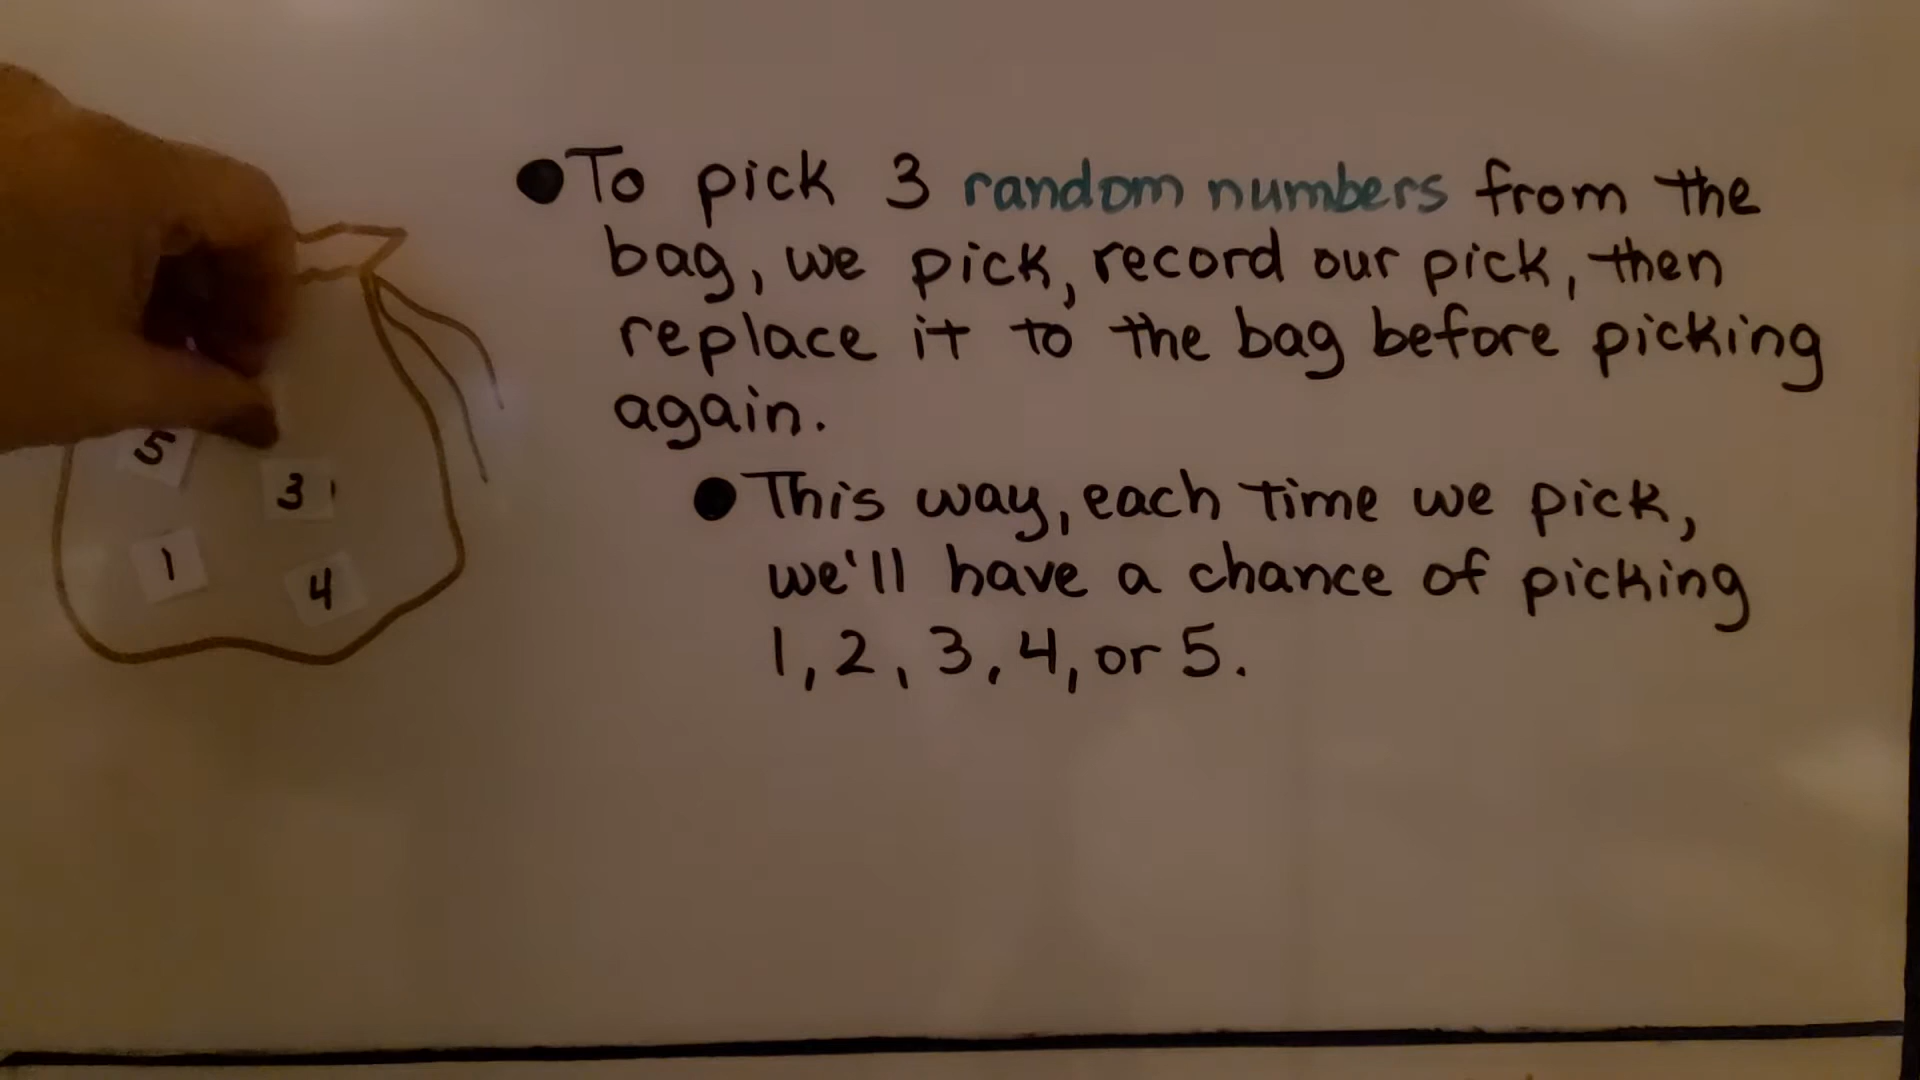 ● To pick 3 random numbers from the
bag, we pick, record our pick, then
replace it to the bag before picking
again.
● This way, each time we pick,
we'll have a chance of picking
1, 2, 3, 4, or 5.
5
3
1
4